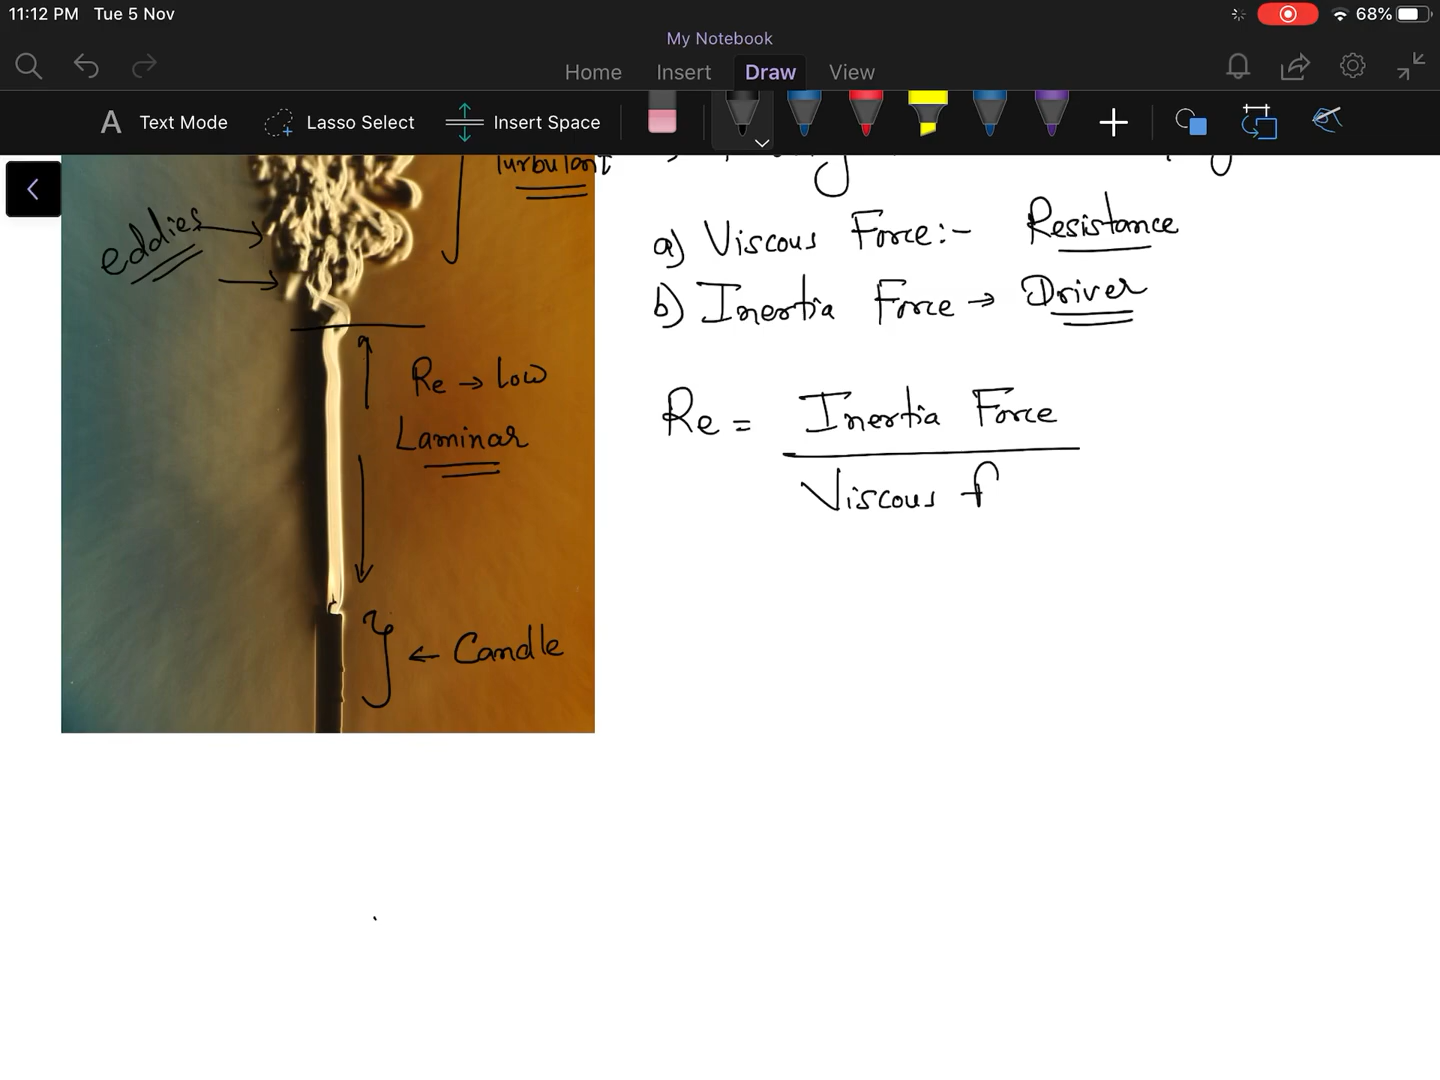 11:12 PM Tue 5 Nov
68%
My Notebook
Home Insert Draw View
A Text Mode Lasso Select Insert Space
Turbulant
eddies
a) Viscous Force:- Resistance
b) Inertia Force → Driver
Re → Low
Laminar
Re = Inertia Force
Viscous f
← Candle